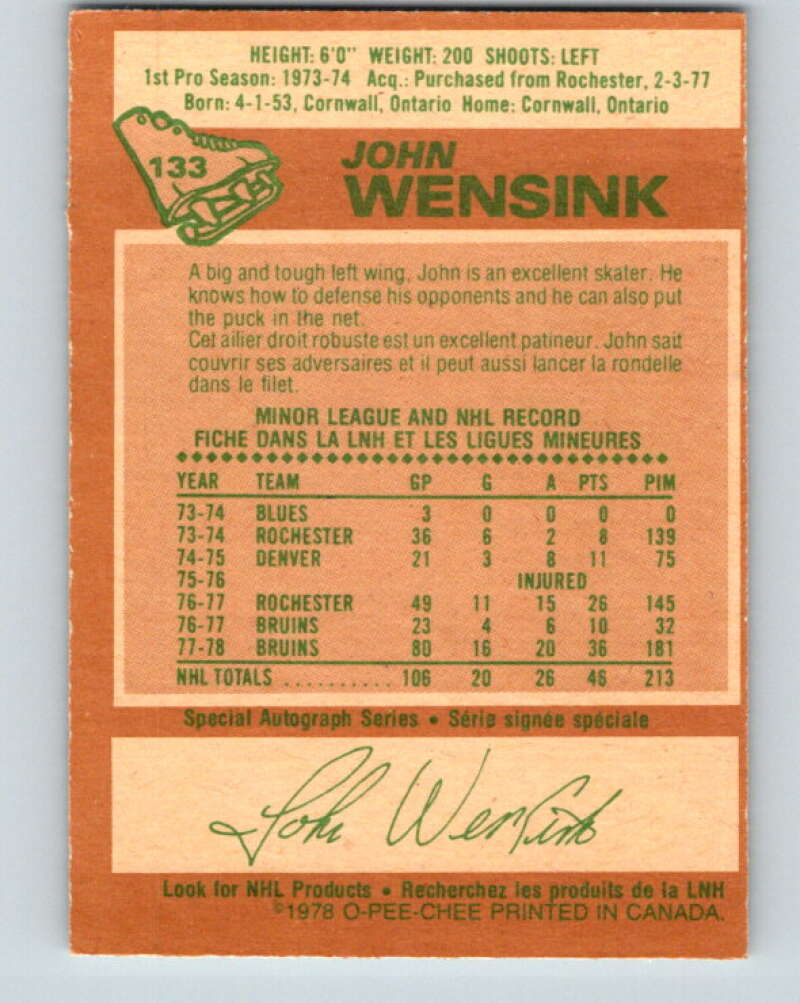 HEIGHT: 6'0" WEIGHT: 200 SHOOTS: LEFT
1st Pro Season: 1973-74 Acq.: Purchased from Rochester, 2-3-77
Born: 4-1-53, Cornwall, Ontario Home: Cornwall, Ontario
133
JOHN
WENSINK
A big and tough left wing, John is an excellent skater. He
knows how to defense his opponents and he can also put
the puck in the net.
Cet ailier droit robuste est un excellent patineur. John sait
couvrir ses adversaires et il peut aussi lancer la rondelle
dans le filet.
MINOR LEAGUE AND NHL RECORD
FICHE DANS LA LNH ET LES LIGUES MINEURES
YEAR TEAM GP G A PTS PIM
73-74 BLUES 3 0 0 0 0
73-74 ROCHESTER 36 6 2 8 139
74-75 DENVER 21 3 8 11 75
75-76 INJURED
76-77 ROCHESTER 49 11 15 26 145
76-77 BRUINS 23 4 6 10 32
77-78 BRUINS 80 16 20 36 181
NHL TOTALS .......... 106 20 26 46 213
Special Autograph Series • Série signée spéciale
John Wensink
Look for NHL Products • Recherchez les produits de la LNH
©1978 O-PEE-CHEE PRINTED IN CANADA.